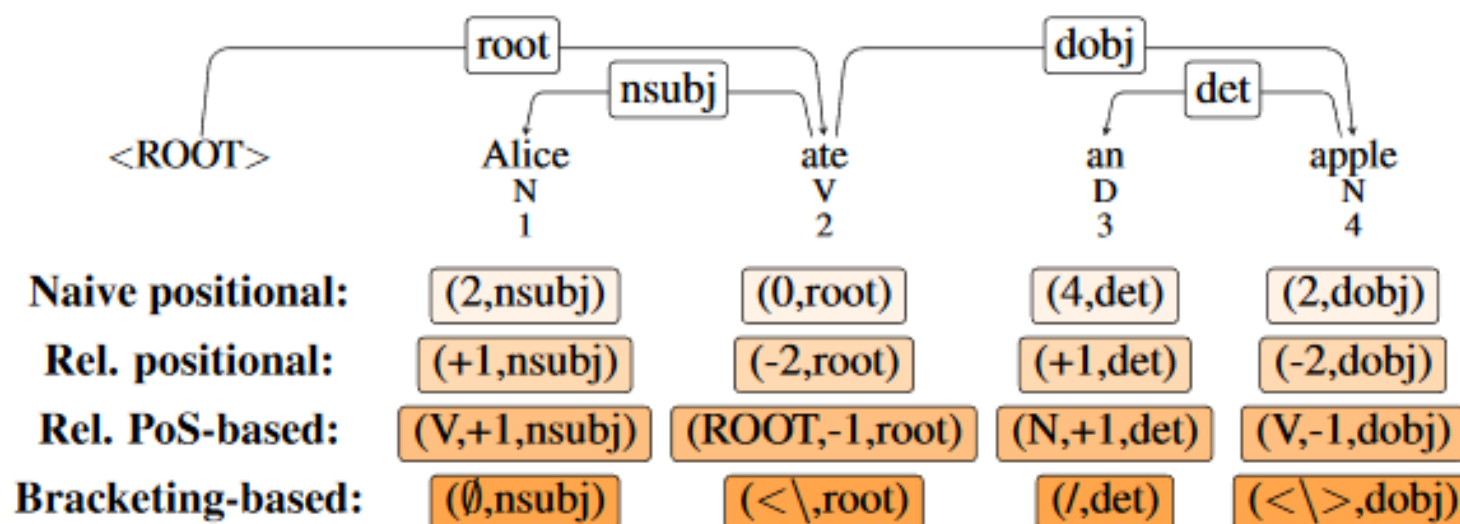 root dobj
nsubj det
<ROOT> Alice ate an apple
N V D N
1 2 3 4
Naive positional: (2,nsubj) (0,root) (4,det) (2,dobj)
Rel. positional: (+1,nsubj) (-2,root) (+1,det) (-2,dobj)
Rel. PoS-based: (V,+1,nsubj) (ROOT,-1,root) (N,+1,det) (V,-1,dobj)
Bracketing-based: (∅,nsubj) (<\,root) (/,det) (<\>,dobj)